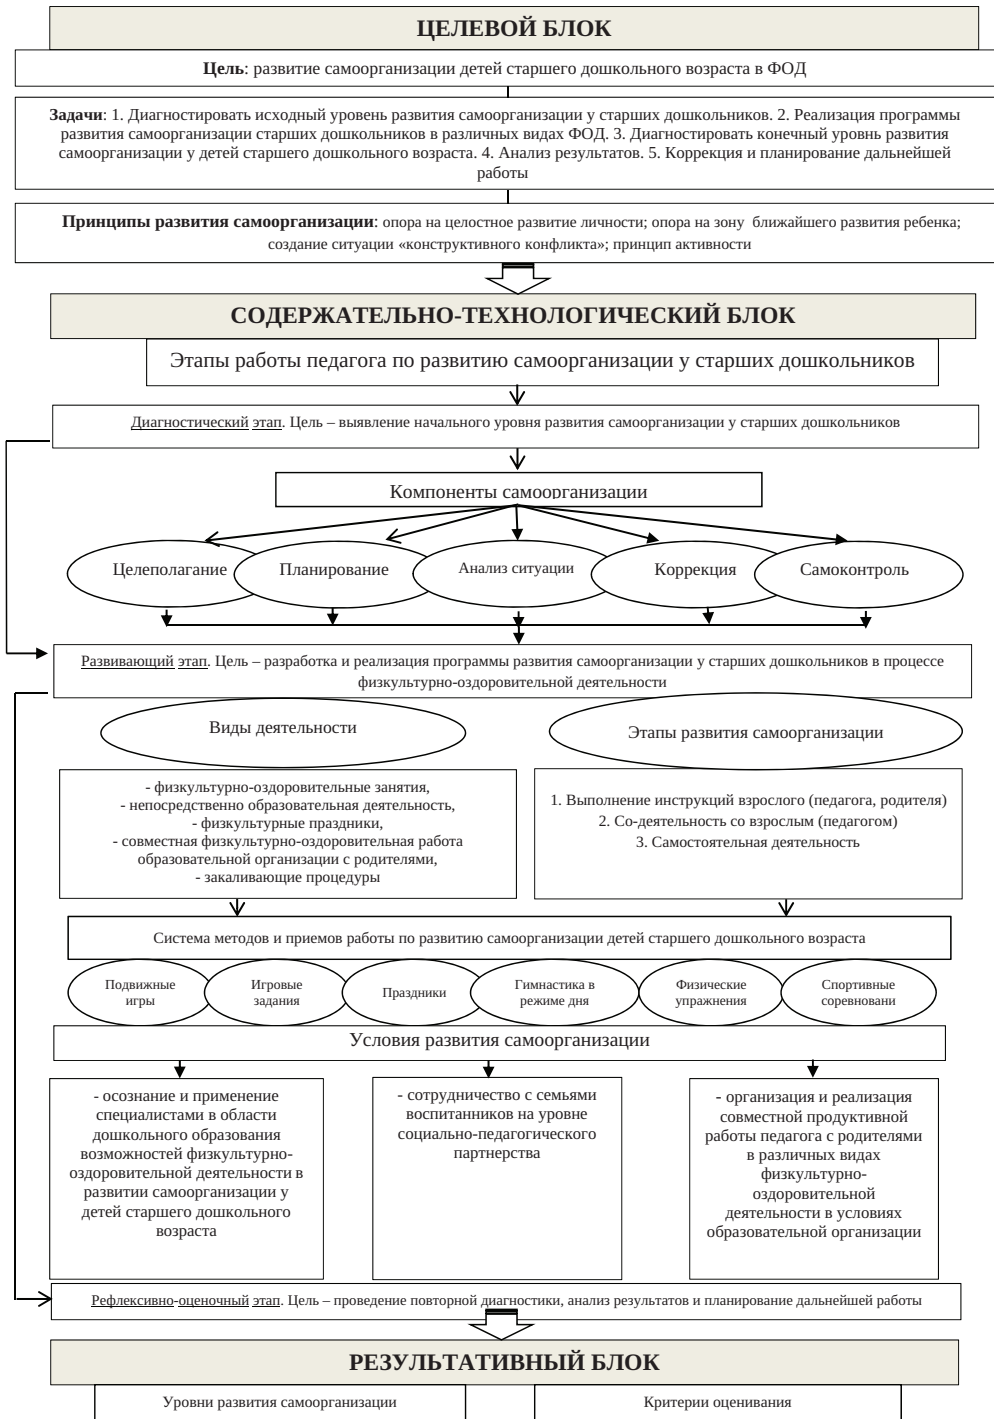 ЦЕЛЕВОЙ БЛОК
Цель: развитие самоорганизации детей старшего дошкольного возраста в ФОД
Задачи: 1. Диагностировать исходный уровень развития самоорганизации у старших дошкольников. 2. Реализация программы
развития самоорганизации старших дошкольников в различных видах ФОД. 3. Диагностировать конечный уровнь развития
самоорганизации у детей старшего дошкольного возраста. 4. Анализ результатов. 5. Коррекция и планирование дальнейшей
работы
Принципы развития самоорганизации: опора на целостное развитие личности; опора на зону ближайшего развития ребенка;
создание ситуации «конструктивного конфликта»; принцип активности
СОДЕРЖАТЕЛЬНО-ТЕХНОЛОГИЧЕСКИЙ БЛОК
Этапы работы педагога по развитию самоорганизации у старших дошкольников
Диагностический этап. Цель – выявление начального уровня развития самоорганизации у старших дошкольников
Компоненты самоорганизации
Целеполагание
Планирование
Анализ ситуации
Коррекция
Самоконтроль
Развивающий этап. Цель – разработка и реализация программы развития самоорганизации у старших дошкольников в процессе
физкультурно-оздоровительной деятельности
Виды деятельности
- физкультурно-оздоровительные занятия,
- непосредственно образовательная деятельность,
- физкультурные праздники,
- совместная физкультурно-оздоровительная работа
образовательной организации с родителями,
- закаливающие процедуры
Этапы развития самоорганизации
1. Выполнение инструкций взрослого (педагога, родителя)
2. Со-деятельность со взрослым (педагогом)
3. Самостоятельная деятельность
Система методов и приемов работы по развитию самоорганизации детей старшего дошкольного возраста
Подвижные
игры
Игровые
задания
Праздники
Гимнастика в
режиме дня
Физические
упражнения
Спортивные
соревновани
Условия развития самоорганизации
- осознание и применение
специалистами в области
дошкольного образования
возможностей физкультурно-
оздоровительной деятельности в
развитии самоорганизации у
детей старшего дошкольного
возраста
- сотрудничество с семьями
воспитанников на уровне
социально-педагогического
партнерства
- организация и реализация
совместной продуктивной
работы педагога с родителями
в различных видах
физкультурно-
оздоровительной
деятельности в условиях
образовательной организации
Рефлексивно-оценочный этап. Цель – проведение повторной диагностики, анализ результатов и планирование дальнейшей работы
РЕЗУЛЬТАТИВНЫЙ БЛОК
Уровни развития самоорганизации
Критерии оценивания